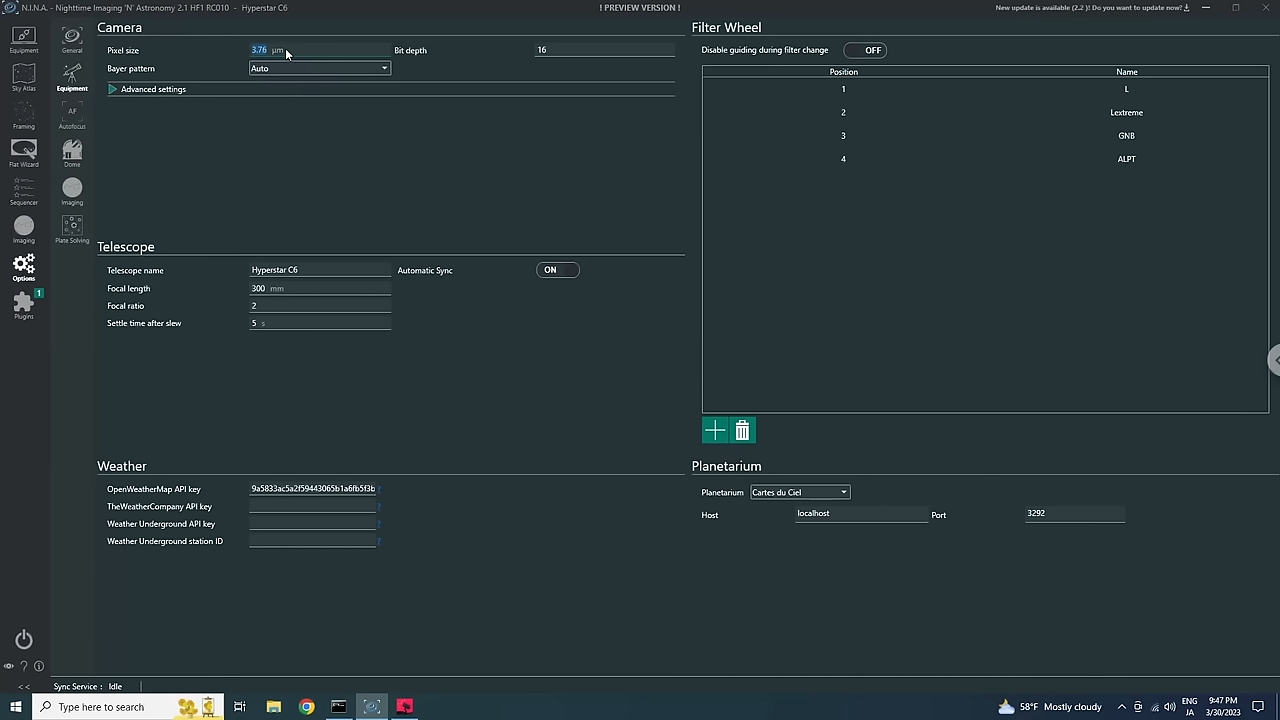 N.I.N.A. - Nighttime Imaging 'N' Astronomy 2.1 HF1 RC010 - Hyperstar C6
! PREVIEW VERSION !
New update is available (2.2 )! Do you want to update now?
Equipment
Sky Atlas
Framing
Flat Wizard
Sequencer
Imaging
Options
1
Plugins
<<
General
Equipment
AF
Autofocus
Dome
Imaging
Plate Solving
Camera
Pixel size 3.76 µm Bit depth 16
Bayer pattern Auto
Advanced settings
Telescope
Telescope name Hyperstar C6 Automatic Sync ON
Focal length 300 mm
Focal ratio 2
Settle time after slew 5 s
Weather
OpenWeatherMap API key ?
TheWeatherCompany API key ?
Weather Underground API key ?
Weather Underground station ID ?
Filter Wheel
Disable guiding during filter change OFF
Position Name
1 L
2 Lextreme
3 GNB
4 ALPT
Planetarium
Planetarium Cartes du Ciel
Host localhost Port 3292
Sync Service : Idle
Type here to search
58°F Mostly cloudy
ENG
JA
9:47 PM
3/30/2023